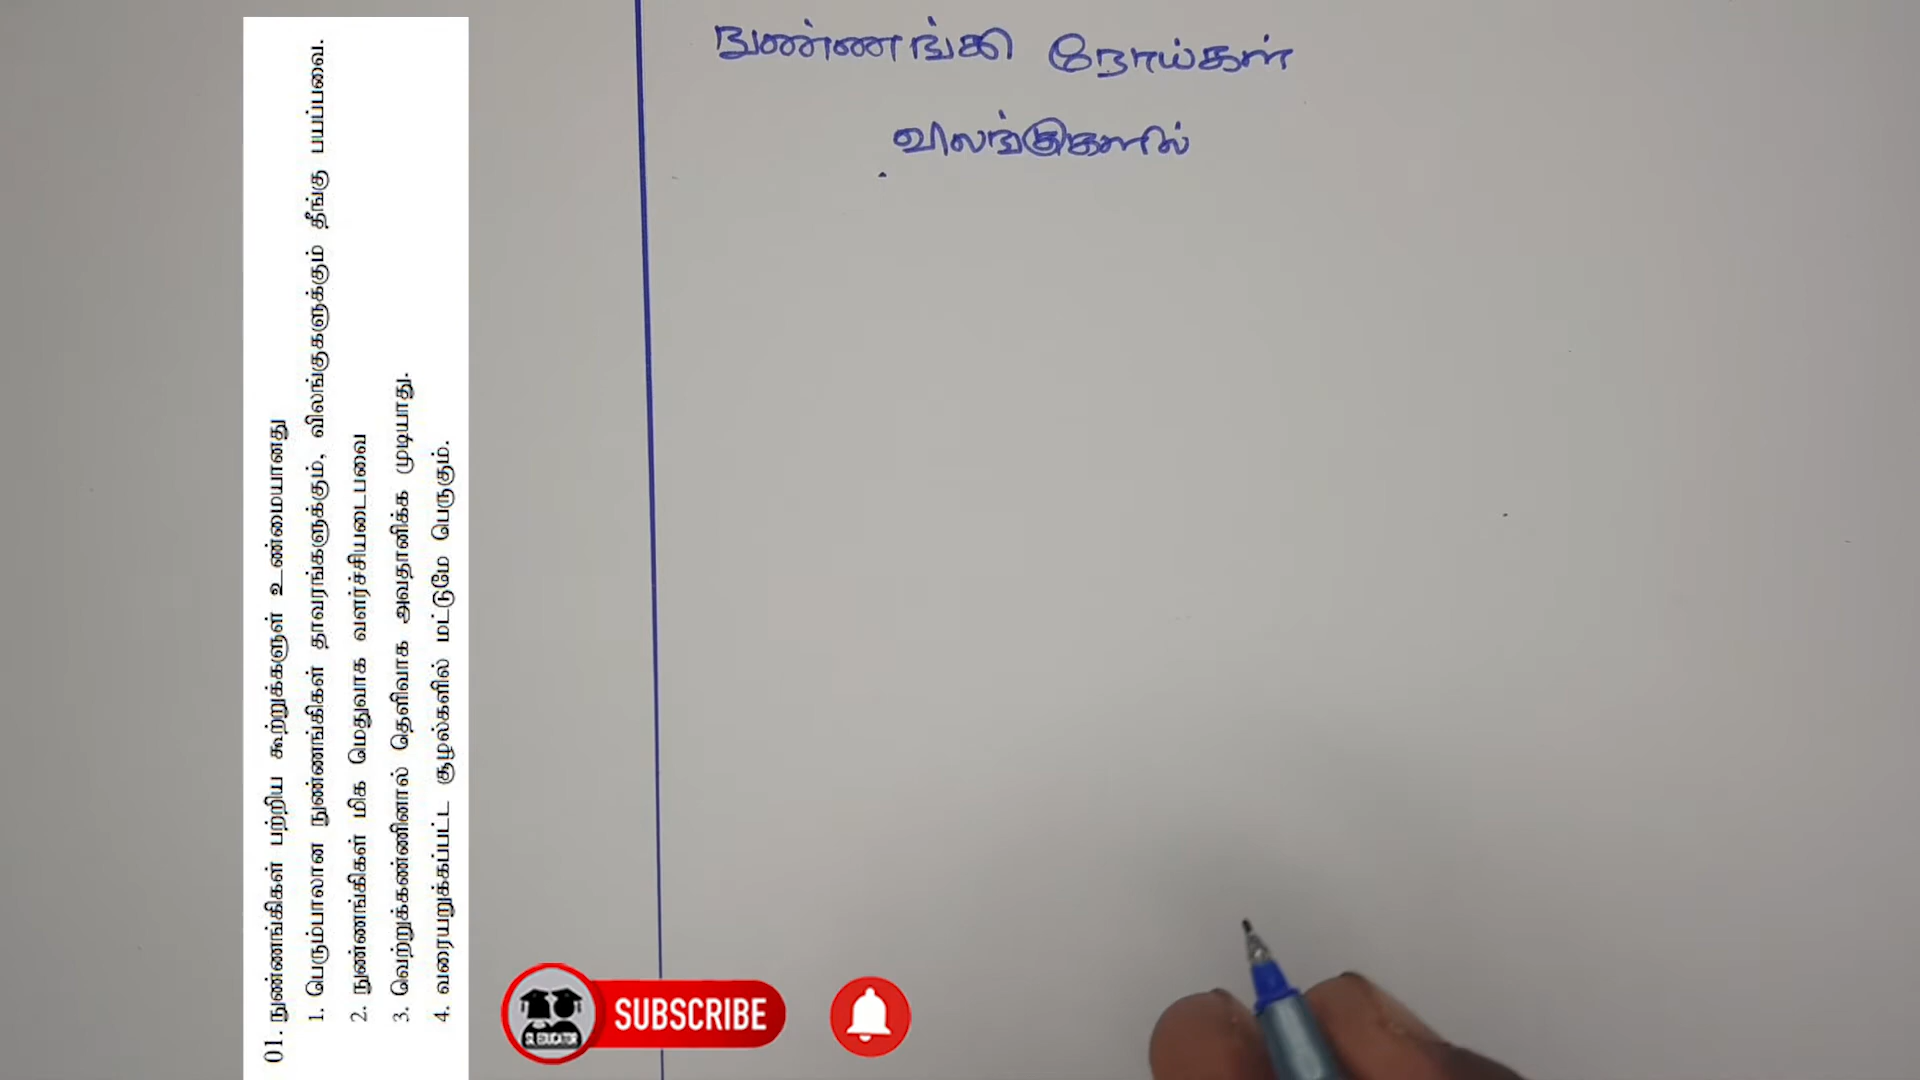 01. நுண்ணங்கிகள் பற்றிய கூற்றுக்களுள் உண்மையானது
1. பெரும்பாலான நுண்ணங்கிகள் தாவரங்களுக்கும், விலங்குகளுக்கும் தீங்கு பயப்பவை.
2. நுண்ணங்கிகள் மிக மெதுவாக வளர்ச்சியடைபவை
3. வெற்றுக்கண்ணினால் தெளிவாக அவதானிக்க முடியாது.
4. வரையறுக்கப்பட்ட சூழல்களில் மட்டுமே பெருகும்.
நுண்ணங்கி நோய்கள்
விலங்குகளில்
SUBSCRIBE
SL EDUCATOR